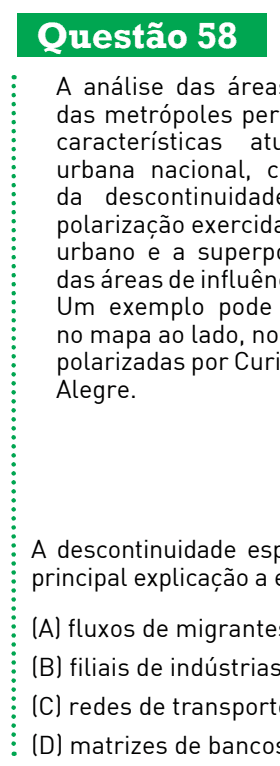 Questão 58
A análise das áreas
das metrópoles per
características atu
urbana nacional, c
da descontinuidade
polarização exercida
urbano e a superpo
das áreas de influên
Um exemplo pode
no mapa ao lado, no
polarizadas por Curi
Alegre.
A descontinuidade esp
principal explicação a e
(A) fluxos de migrantes
(B) filiais de indústrias
(C) redes de transporte
(D) matrizes de bancos